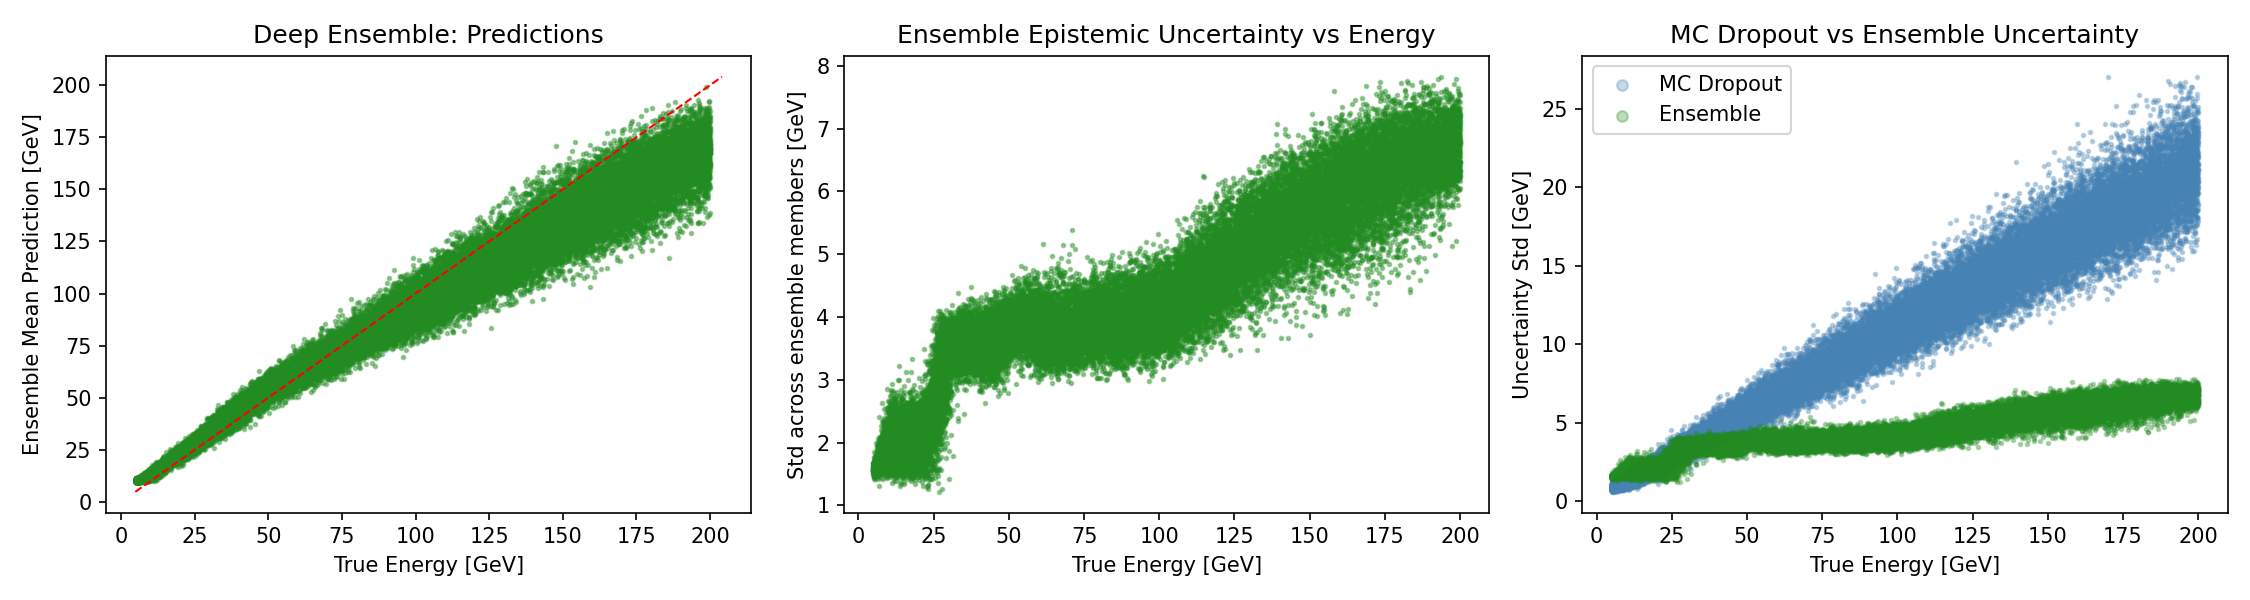 Deep Ensemble: Predictions
Ensemble Mean Prediction [GeV]
200
175
150
125
100
75
50
25
0
0 25 50 75 100 125 150 175 200
True Energy [GeV]
Ensemble Epistemic Uncertainty vs Energy
Std across ensemble members [GeV]
8
7
6
5
4
3
2
1
0 25 50 75 100 125 150 175 200
True Energy [GeV]
MC Dropout vs Ensemble Uncertainty
MC Dropout
Ensemble
Uncertainty Std [GeV]
25
20
15
10
5
0
0 25 50 75 100 125 150 175 200
True Energy [GeV]